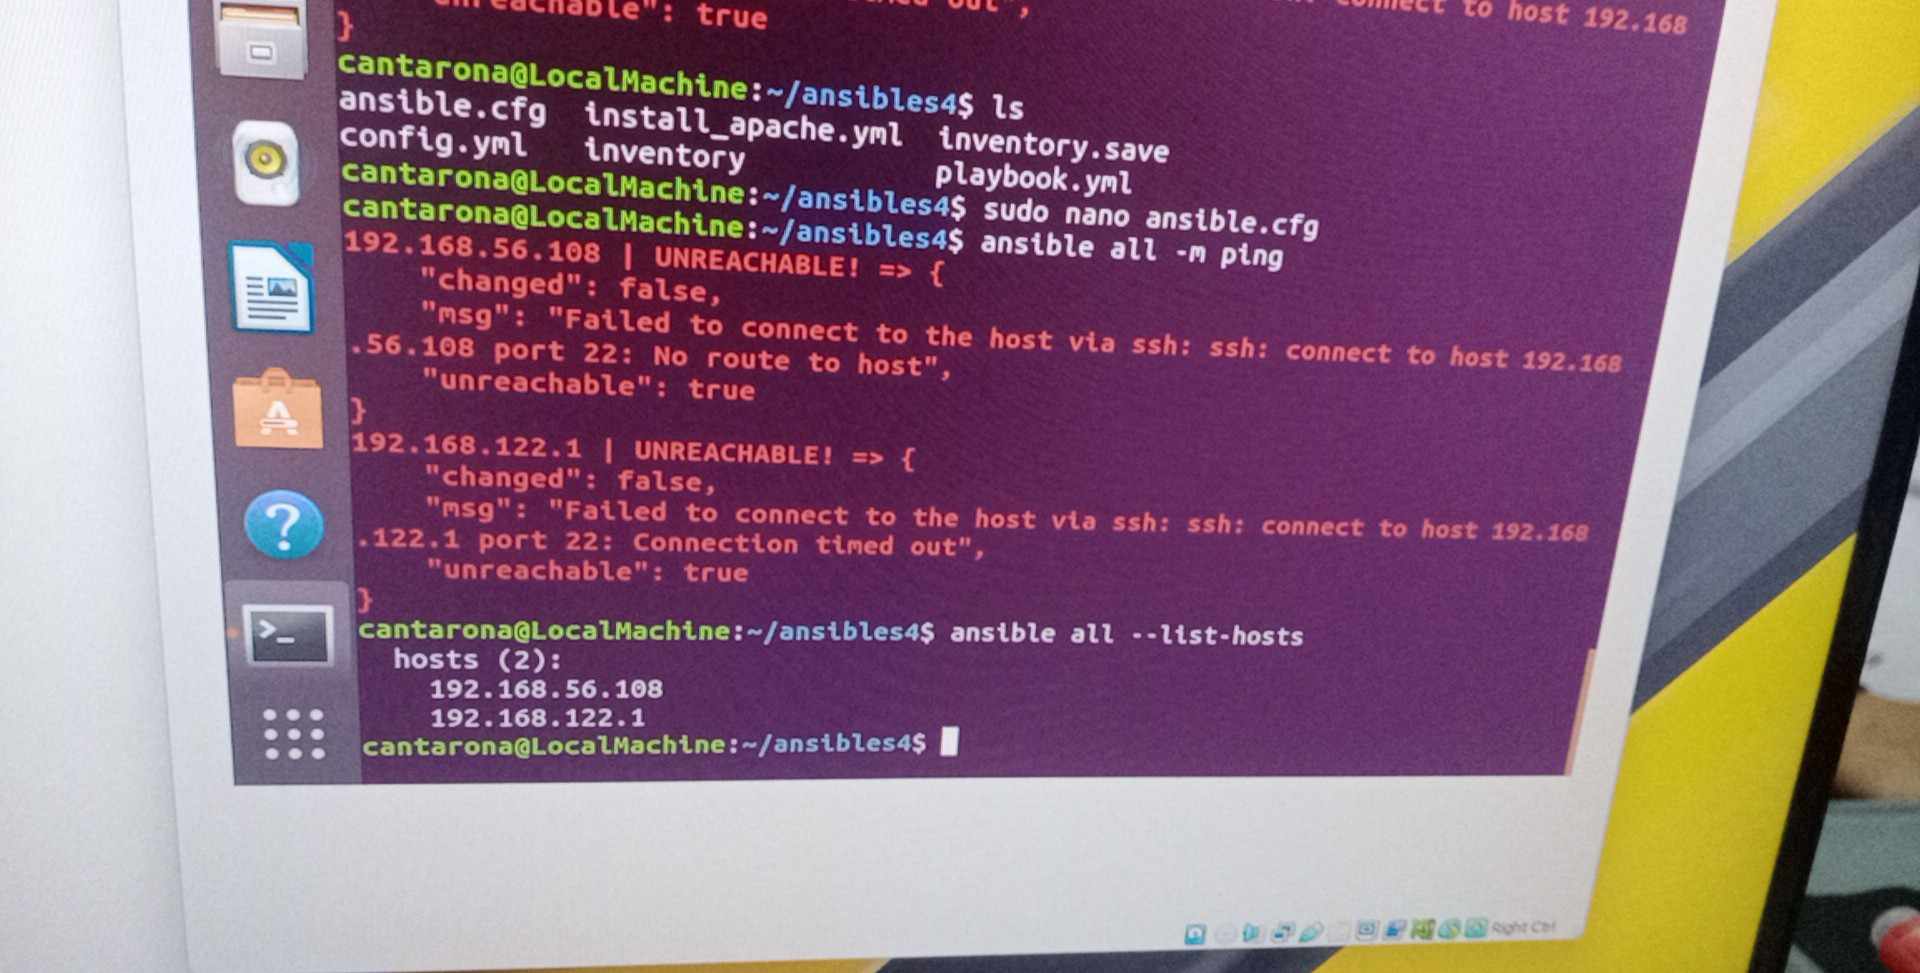 unreachable": true
out",
connect to host 192.168
}
cantarona@LocalMachine:~/ansibles4$ ls
ansible.cfg install_apache.yml inventory.save
config.yml inventory playbook.yml
cantarona@LocalMachine:~/ansibles4$ sudo nano ansible.cfg
cantarona@LocalMachine:~/ansibles4$ ansible all -m ping
192.168.56.108 | UNREACHABLE! => {
"changed": false,
"msg": "Failed to connect to the host via ssh: ssh: connect to host 192.168
.56.108 port 22: No route to host",
"unreachable": true
}
192.168.122.1 | UNREACHABLE! => {
"changed": false,
"msg": "Failed to connect to the host via ssh: ssh: connect to host 192.168
.122.1 port 22: Connection timed out",
"unreachable": true
}
cantarona@LocalMachine:~/ansibles4$ ansible all --list-hosts
hosts (2):
192.168.56.108
192.168.122.1
cantarona@LocalMachine:~/ansibles4$
Right Ctrl